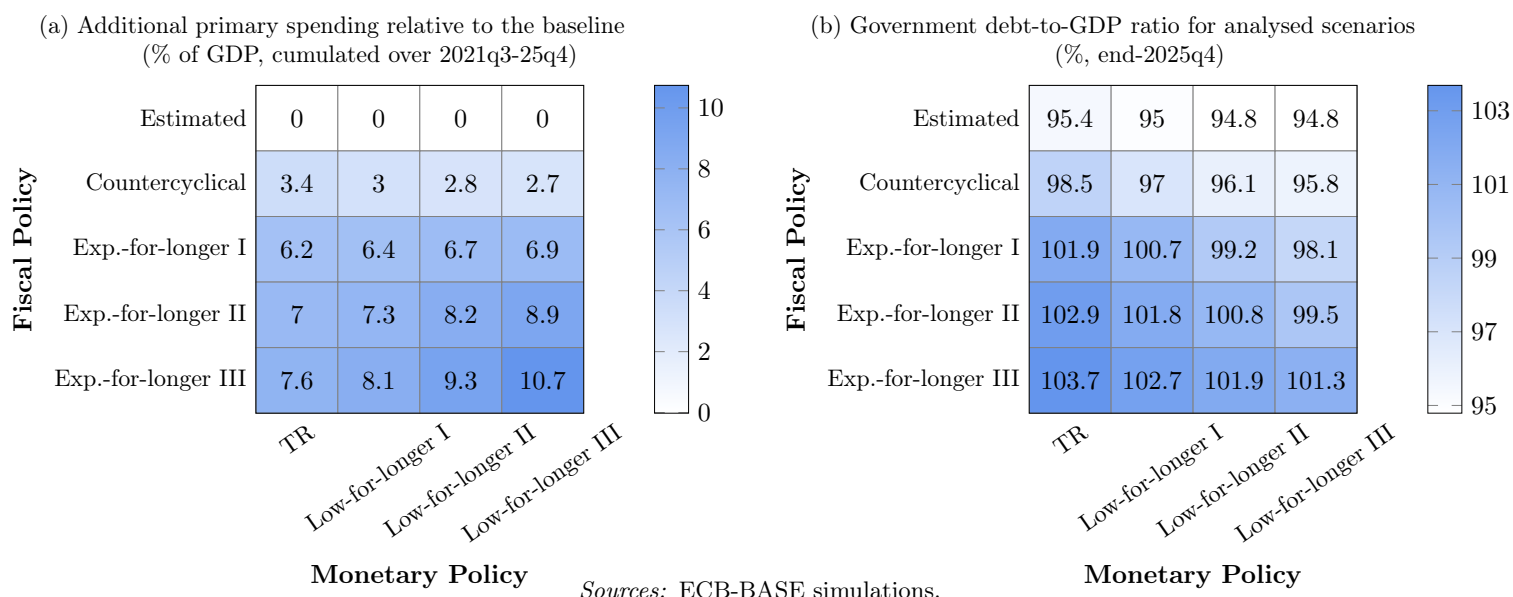 (a) Additional primary spending relative to the baseline
(% of GDP, cumulated over 2021q3-25q4)
Fiscal Policy
Estimated 0 0 0 0
Countercyclical 3.4 3 2.8 2.7
Exp.-for-longer I 6.2 6.4 6.7 6.9
Exp.-for-longer II 7 7.3 8.2 8.9
Exp.-for-longer III 7.6 8.1 9.3 10.7
10
8
6
4
2
0
TR
Low-for-longer I
Low-for-longer II
Low-for-longer III
Monetary Policy
(b) Government debt-to-GDP ratio for analysed scenarios
(%, end-2025q4)
Fiscal Policy
Estimated 95.4 95 94.8 94.8
Countercyclical 98.5 97 96.1 95.8
Exp.-for-longer I 101.9 100.7 99.2 98.1
Exp.-for-longer II 102.9 101.8 100.8 99.5
Exp.-for-longer III 103.7 102.7 101.9 101.3
103
101
99
97
95
TR
Low-for-longer I
Low-for-longer II
Low-for-longer III
Monetary Policy
Sources: ECB-BASE simulations.